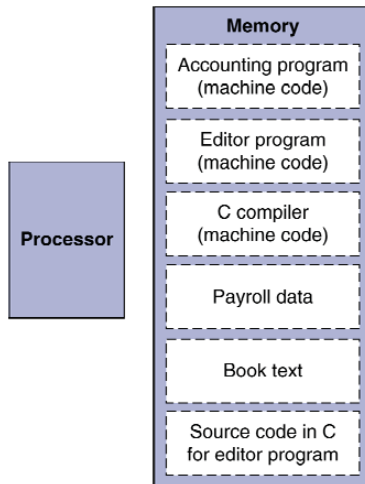 Memory
Accounting program
(machine code)
Editor program
(machine code)
C compiler
(machine code)
Processor
Payroll data
Book text
Source code in C
for editor program